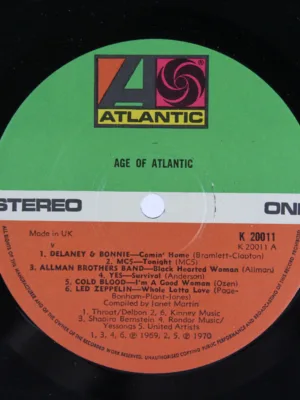 ATLANTIC
AGE OF ATLANTIC
STEREO
ONE
Made in UK
K 20011
K 20011 A
1. DELANEY & BONNIE—Comin' Home (Bramlett-Clapton)
2. MC5—Tonight (MC5)
3. ALLMAN BROTHERS BAND—Black Hearted Woman (Allman)
4. YES—Survival (Anderson)
5. COLD BLOOD—I'm A Good Woman (Ozen)
6. LED ZEPPELIN—Whole Lotta Love (Page-
Bonham-Plant-Jones)
Compiled by Janet Martin
1. Throat/Delbon 2, 6. Kinney Music
3. Shapiro Bernstein 4. Rondor Music/
Yessongs 5. United Artists
1, 3, 4, 6 ℗ 1969, 2, 5. ℗ 1970